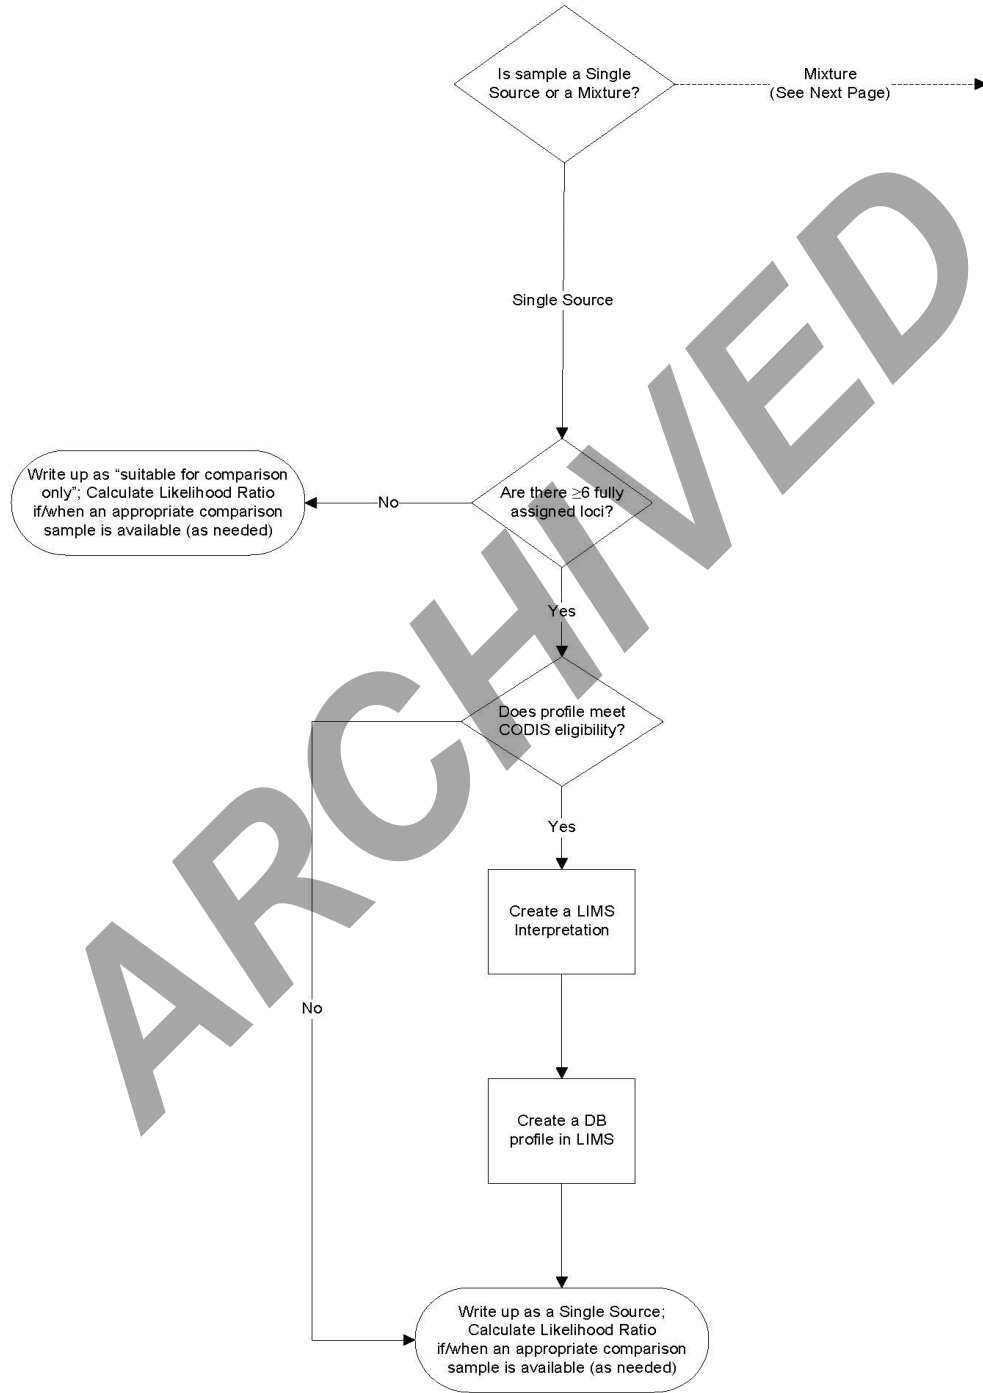 Is sample a Single
Source or a Mixture?
Mixture
(See Next Page)
Single Source
Write up as “suitable for comparison
only”; Calculate Likelihood Ratio
if/when an appropriate comparison
sample is available (as needed)
No
Are there ≥6 fully
assigned loci?
Yes
Does profile meet
CODIS eligibility?
Yes
Create a LIMS
Interpretation
No
Create a DB
profile in LIMS
Write up as a Single Source;
Calculate Likelihood Ratio
if/when an appropriate comparison
sample is available (as needed)
ARCHIVED